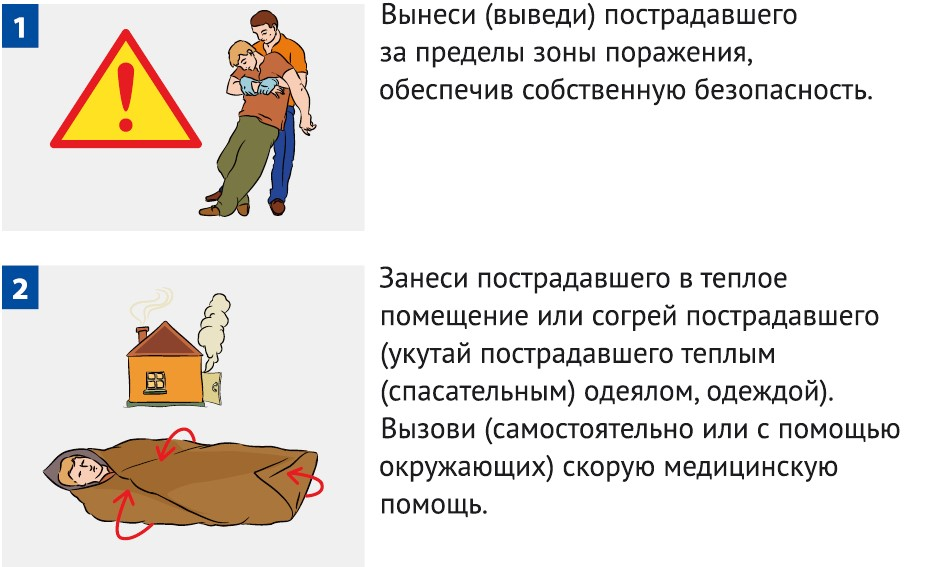 1
Вынеси (выведи) пострадавшего
за пределы зоны поражения,
обеспечив собственную безопасность.
2
Занеси пострадавшего в теплое
помещение или согрей пострадавшего
(укутай пострадавшего теплым
(спасательным) одеялом, одеждой).
Вызови (самостоятельно или с помощью
окружающих) скорую медицинскую
помощь.